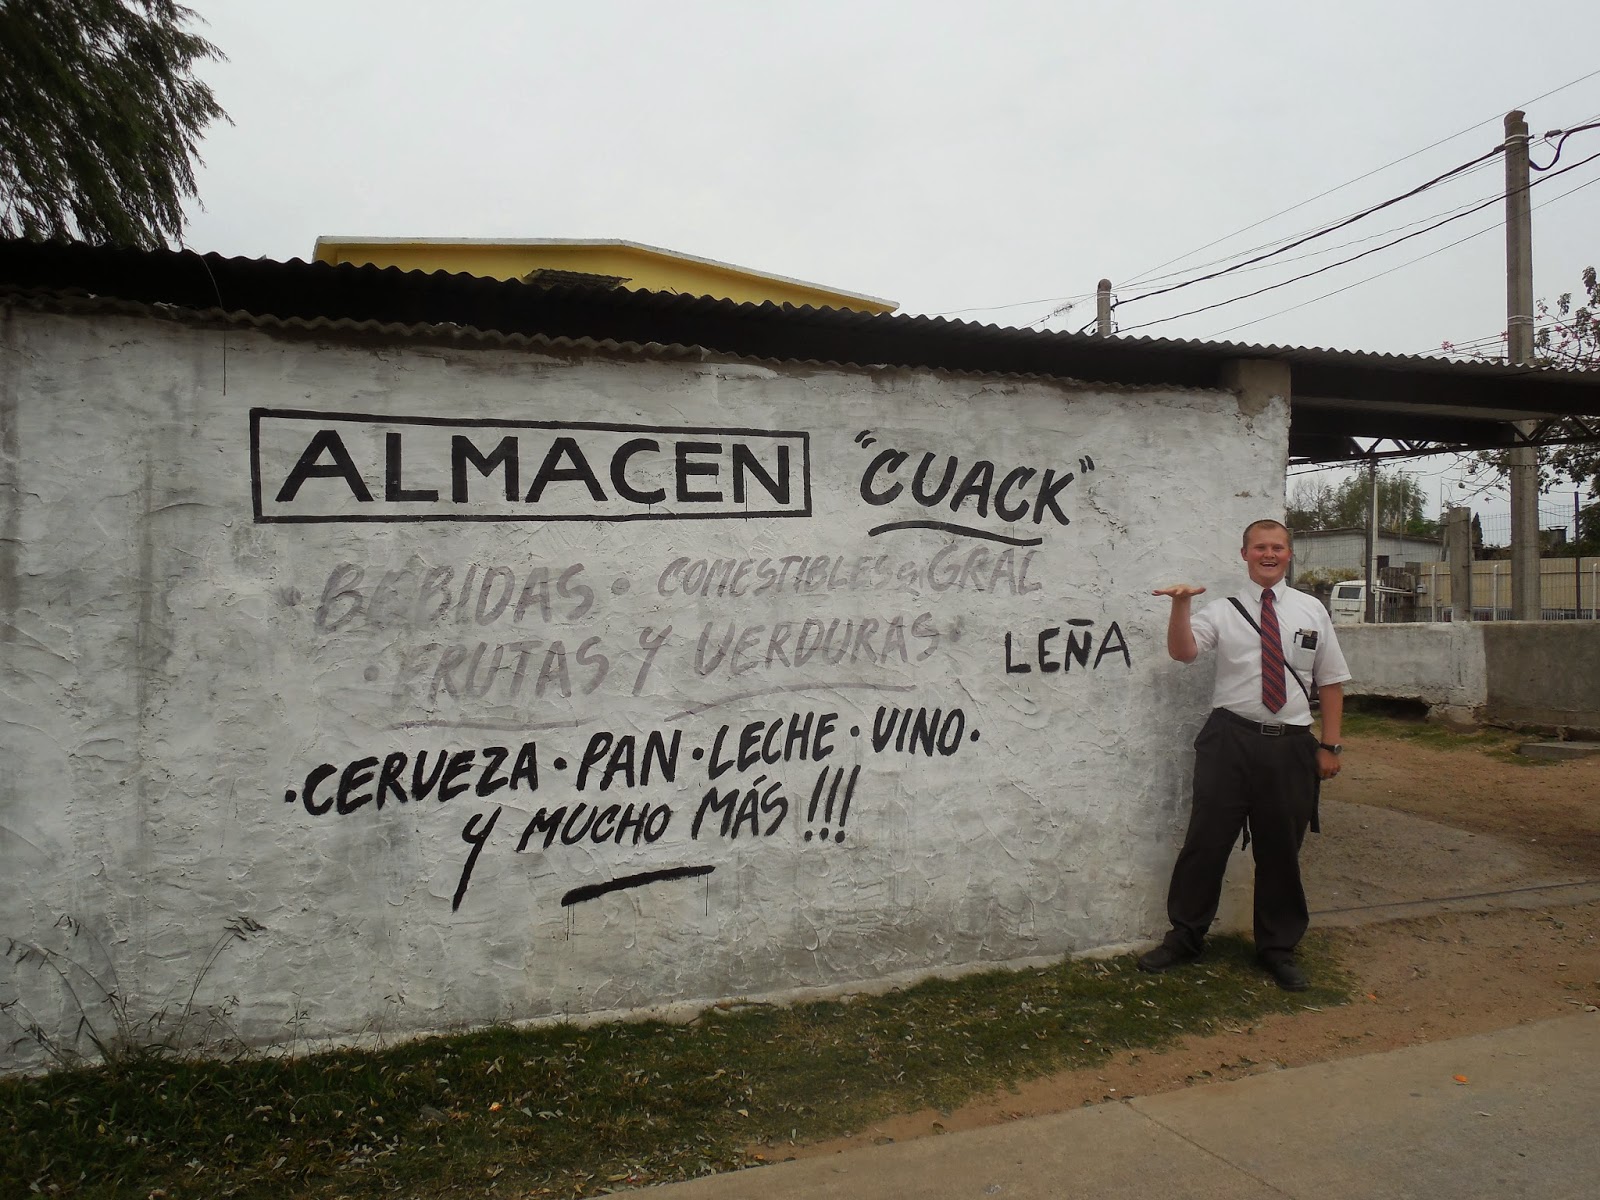 ALMACEN "CUACK"
• BEBIDAS • COMESTIBLES en GRAL
• FRUTAS Y VERDURAS •
LEÑA
• CERVEZA • PAN • LECHE • VINO •
Y MUCHO MÁS !!!